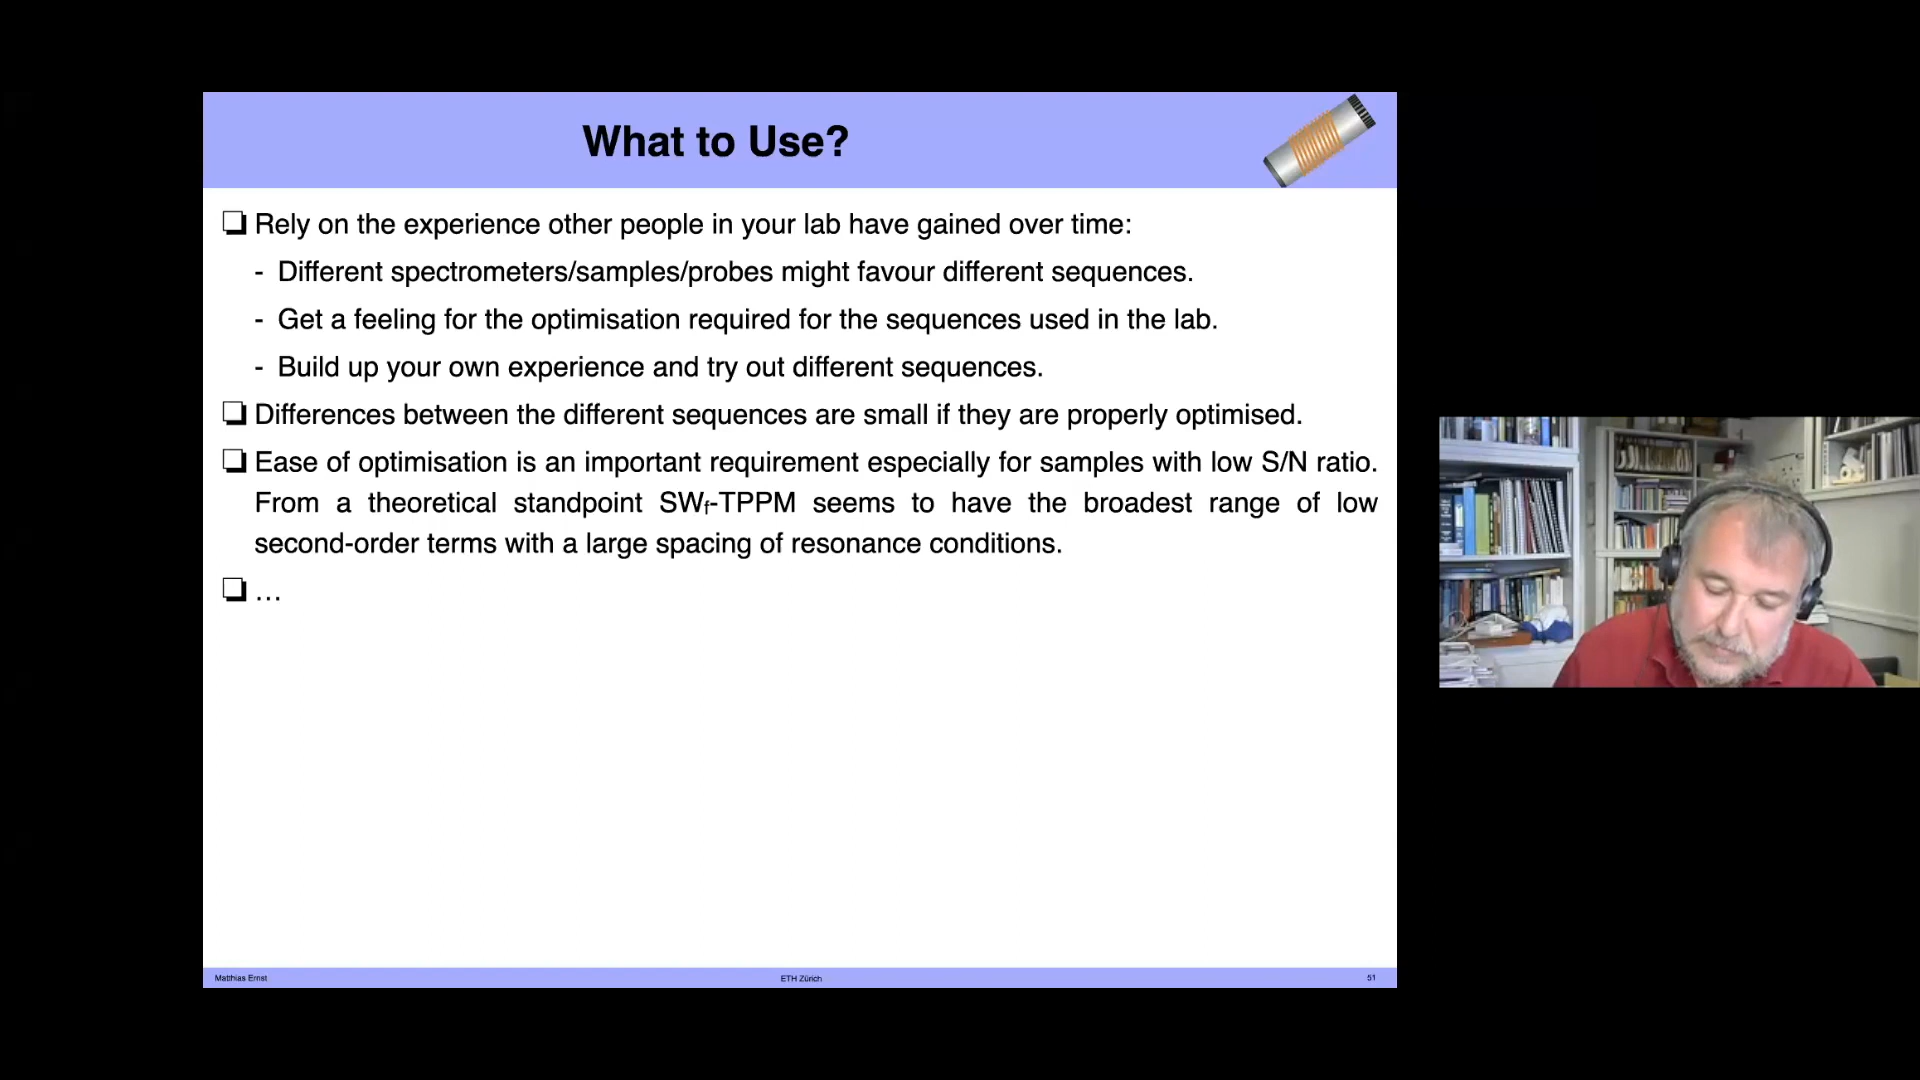 What to Use?
❏ Rely on the experience other people in your lab have gained over time:
- Different spectrometers/samples/probes might favour different sequences.
- Get a feeling for the optimisation required for the sequences used in the lab.
- Build up your own experience and try out different sequences.
❏ Differences between the different sequences are small if they are properly optimised.
❏ Ease of optimisation is an important requirement especially for samples with low S/N ratio.
From a theoretical standpoint SWf-TPPM seems to have the broadest range of low
second-order terms with a large spacing of resonance conditions.
❏ …
Matthias Ernst
ETH Zürich
51